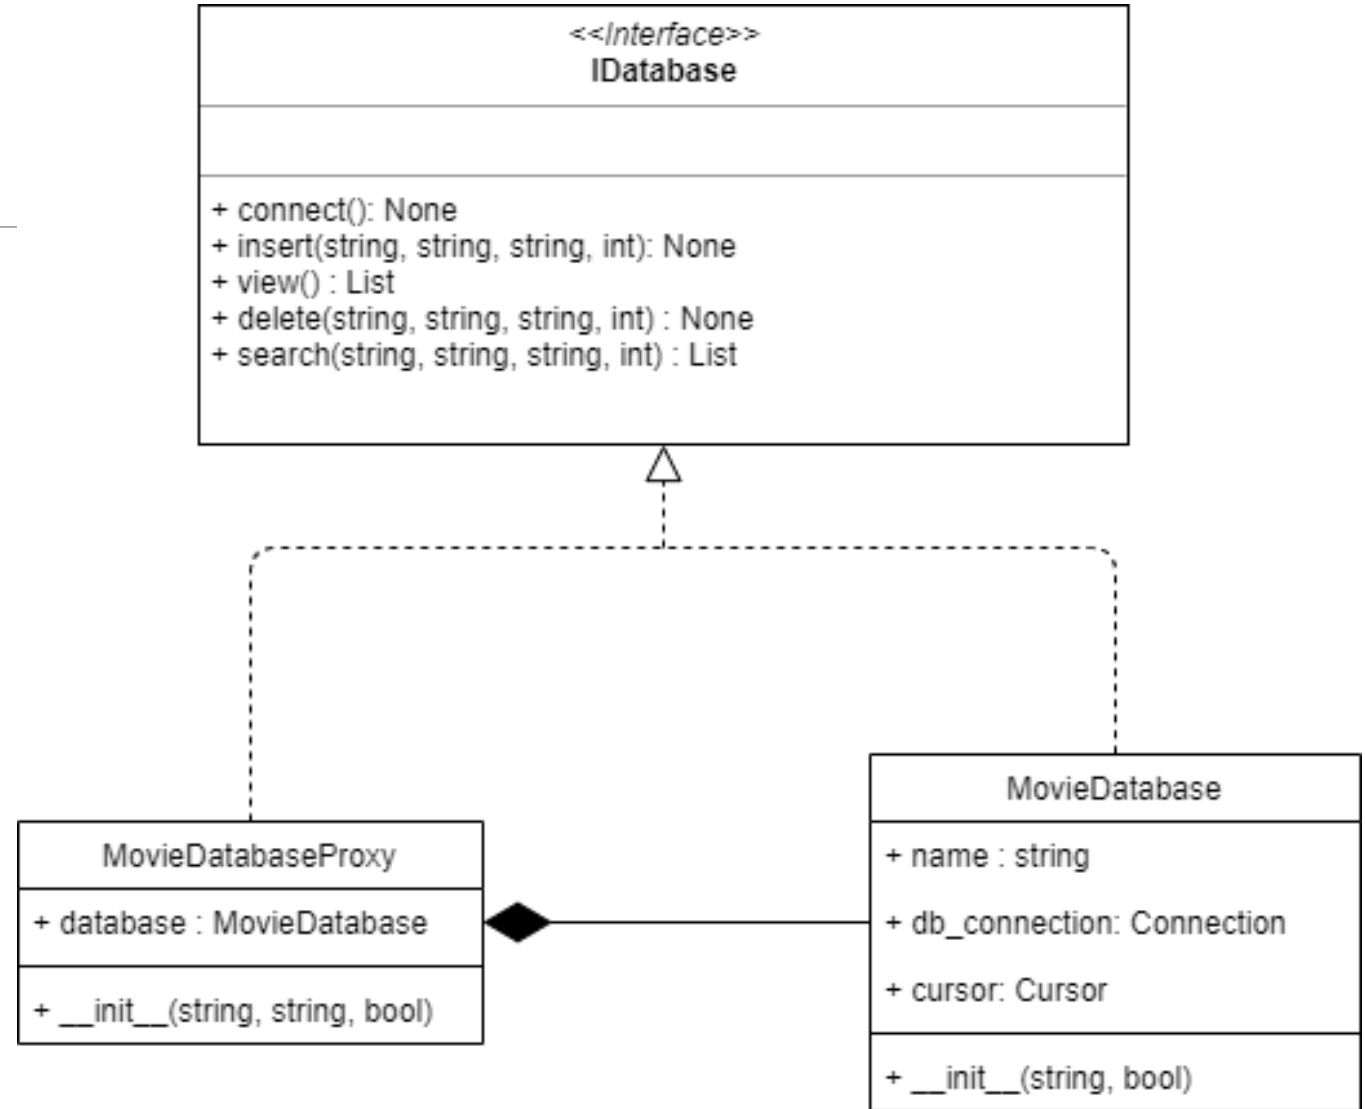 <<Interface>>
IDatabase
+ connect(): None
+ insert(string, string, string, int): None
+ view() : List
+ delete(string, string, string, int) : None
+ search(string, string, string, int) : List
MovieDatabaseProxy
+ database : MovieDatabase
+ __init__(string, string, bool)
MovieDatabase
+ name : string
+ db_connection: Connection
+ cursor: Cursor
+ __init__(string, bool)